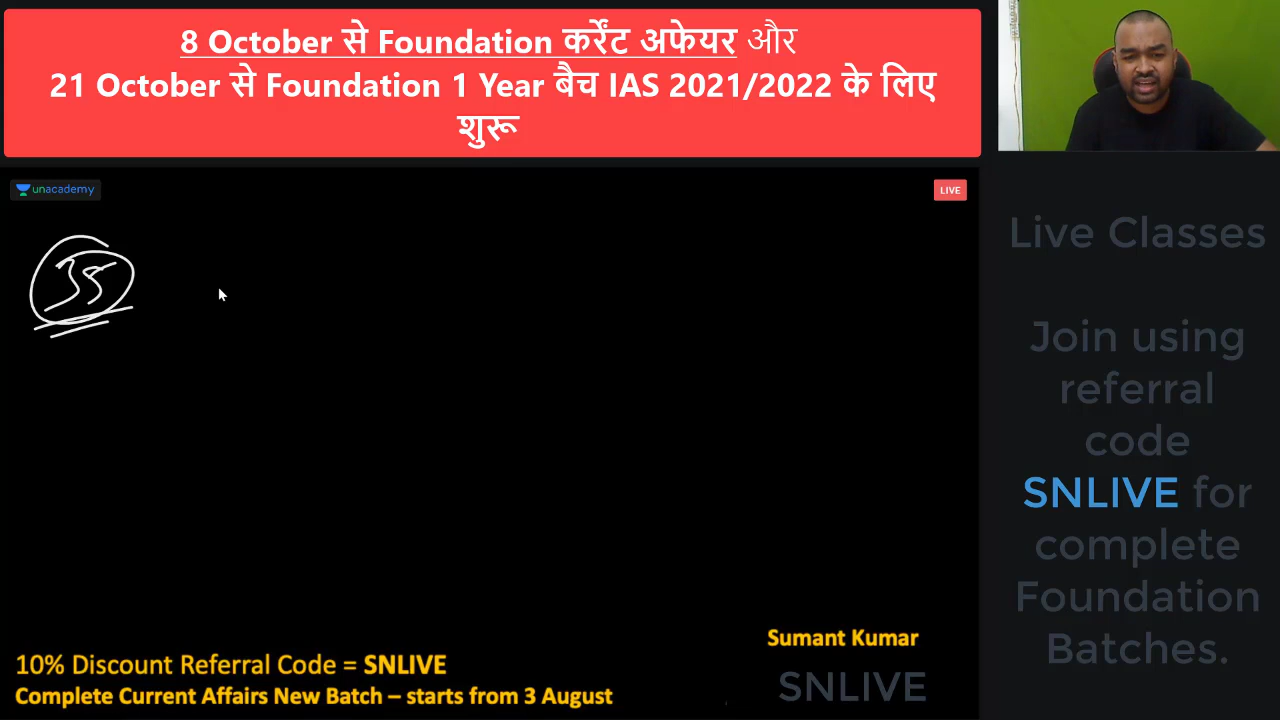 8 October से Foundation कर्रेंट अफेयर और
21 October से Foundation 1 Year बैच IAS 2021/2022 के लिए
शुरू
unacademy
LIVE
35
Live Classes
Join using
referral
code
SNLIVE for
complete
Foundation
Batches.
Sumant Kumar
10% Discount Referral Code = SNLIVE
SNLIVE
Complete Current Affairs New Batch – starts from 3 August